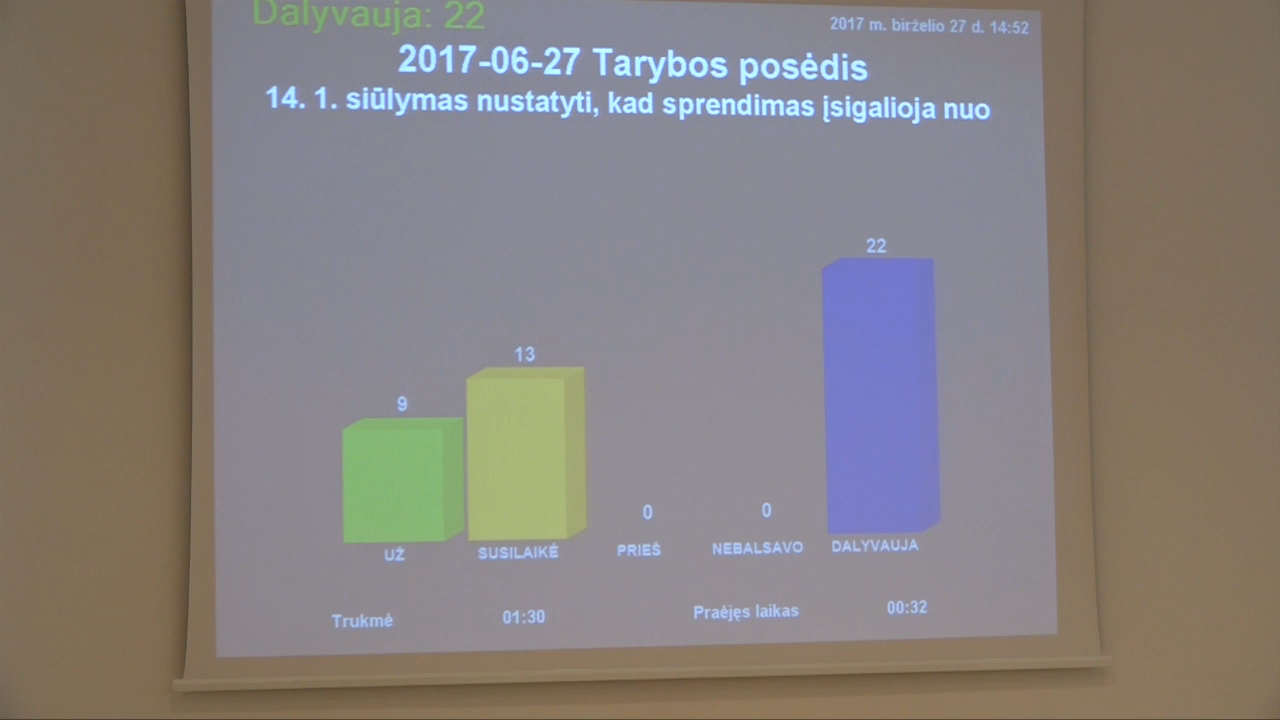 Dalyvauja: 22
2017 m. birželio 27 d. 14:52
2017-06-27 Tarybos posėdis
14. 1. siūlymas nustatyti, kad sprendimas įsigalioja nuo
22
13
9
0
0
UŽ
SUSILAIKĖ
PRIEŠ
NEBALSAVO
DALYVAUJA
Trukmė 01:30 Praėjęs laikas 00:32